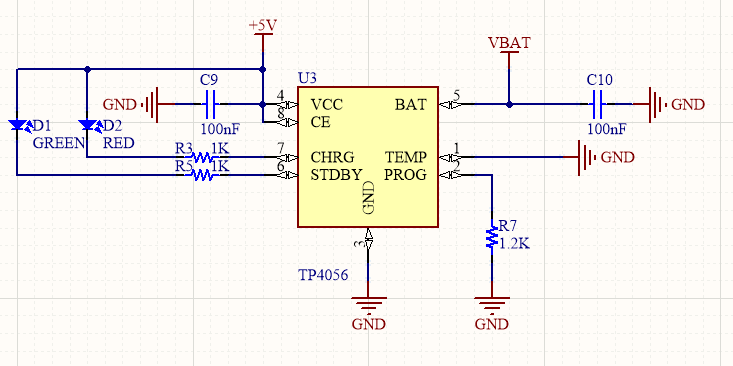 +5V
VBAT
C9
U3
C10
GND
4
VCC
BAT
5
GND
100nF
8
CE
100nF
D1
D2
GREEN
RED
R3
1K
7
CHRG
TEMP
1
GND
R5
1K
6
STDBY
PROG
2
GND
3
R7
1.2K
TP4056
GND
GND